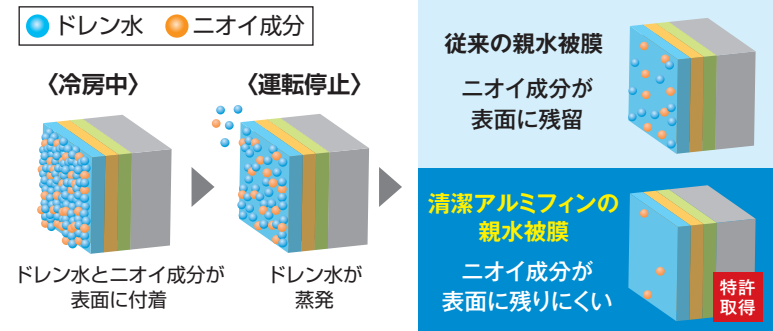 ドレン水 ニオイ成分
〈冷房中〉
ドレン水とニオイ成分が
表面に付着
〈運転停止〉
ドレン水が
蒸発
従来の親水被膜
ニオイ成分が
表面に残留
清潔アルミフィンの
親水被膜
ニオイ成分が
表面に残りにくい
特許
取得